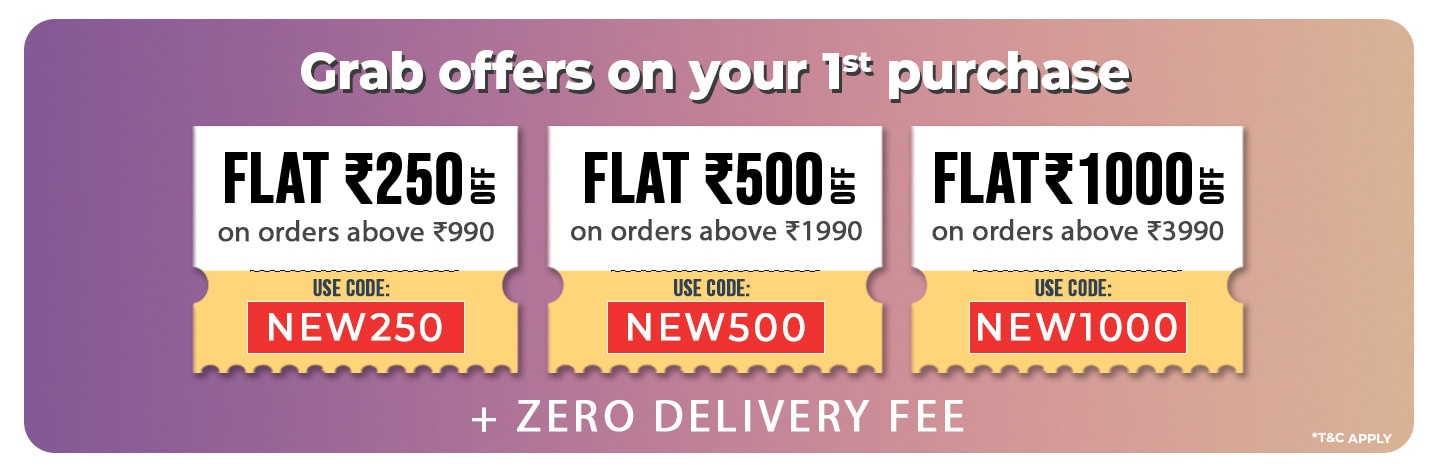 Grab offers on your 1st purchase
FLAT ₹250 OFF
on orders above ₹990
USE CODE:
NEW250
FLAT ₹500 OFF
on orders above ₹1990
USE CODE:
NEW500
FLAT ₹1000 OFF
on orders above ₹3990
USE CODE:
NEW1000
+ ZERO DELIVERY FEE
*T&C APPLY